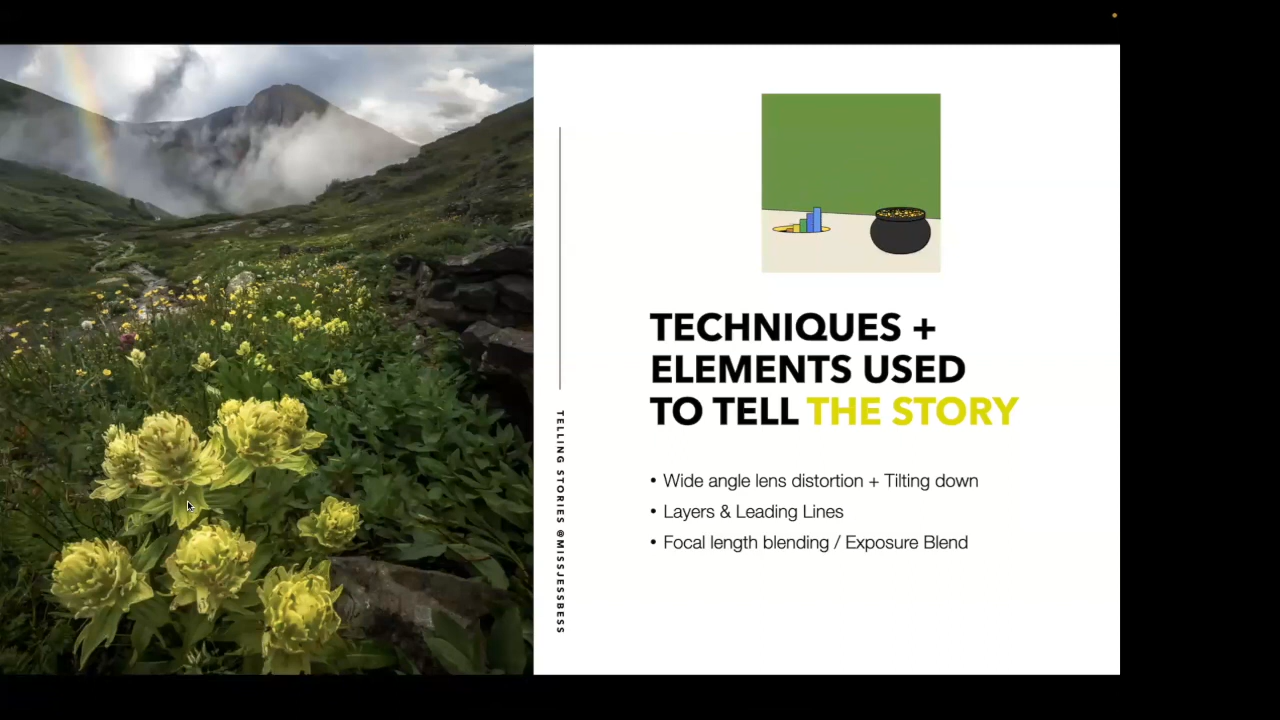 TELLING STORIES @MISSJESSBESS
TECHNIQUES +
ELEMENTS USED
TO TELL THE STORY
• Wide angle lens distortion + Tilting down
• Layers & Leading Lines
• Focal length blending / Exposure Blend